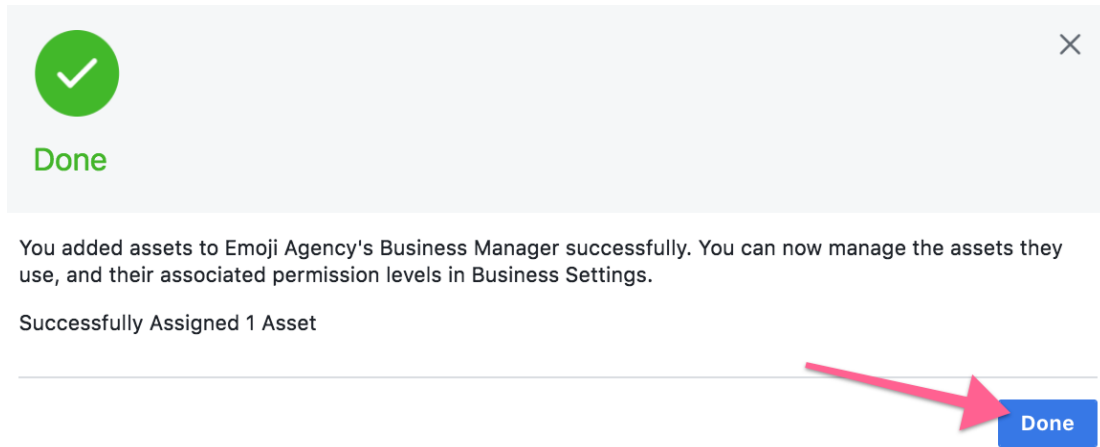 Done
You added assets to Emoji Agency's Business Manager successfully. You can now manage the assets they
use, and their associated permission levels in Business Settings.
Successfully Assigned 1 Asset
Done